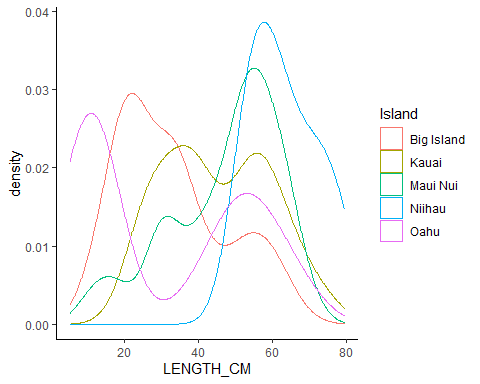 0.04
0.03
0.02
0.01
0.00
density
20
40
60
80
LENGTH_CM
Island
Big Island
Kauai
Maui Nui
Niihau
Oahu